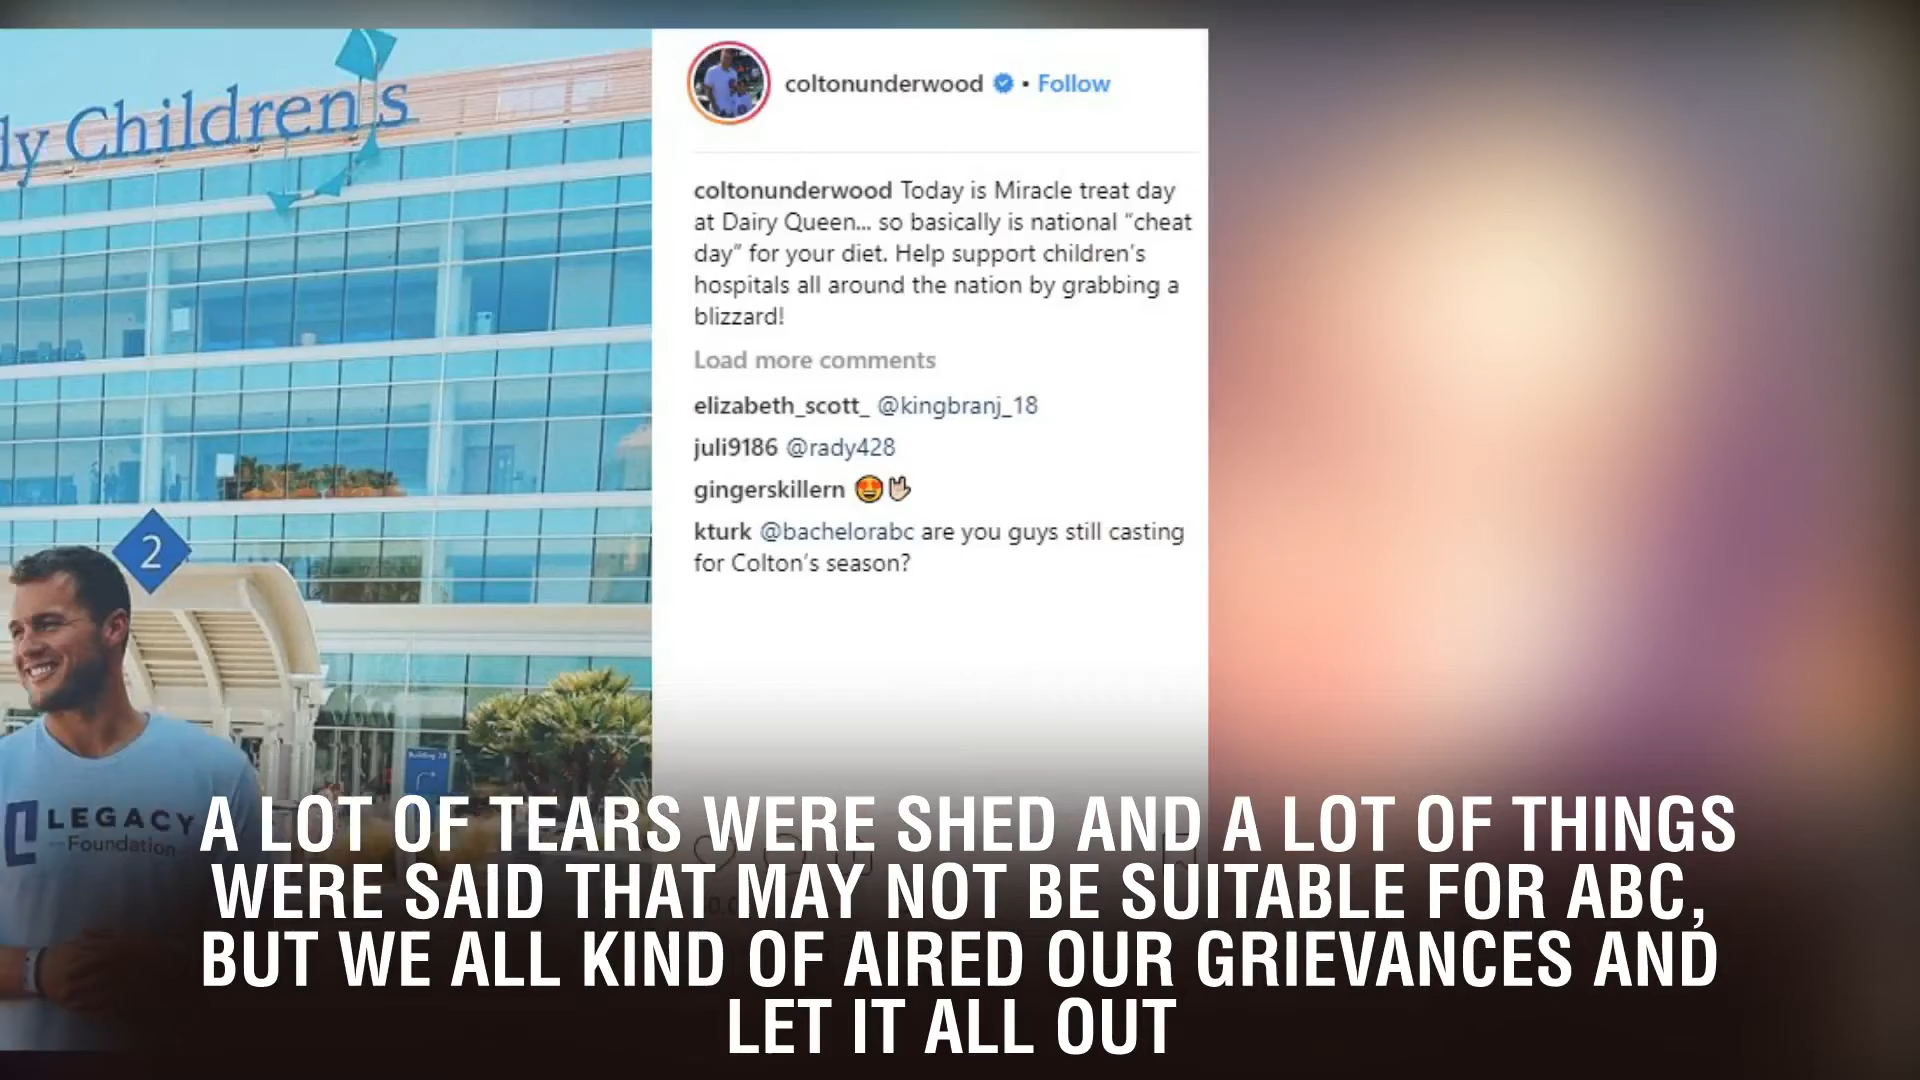 ly Children's
2
Building 28
LEGACY
Foundation
coltonunderwood • Follow
coltonunderwood Today is Miracle treat day
at Dairy Queen... so basically is national “cheat
day” for your diet. Help support children's
hospitals all around the nation by grabbing a
blizzard!
Load more comments
elizabeth_scott_ @kingbranj_18
juli9186 @rady428
gingerskillern 😍🤟🏻
kturk @bachelorabc are you guys still casting
for Colton's season?
A LOT OF TEARS WERE SHED AND A LOT OF THINGS
WERE SAID THAT MAY NOT BE SUITABLE FOR ABC,
BUT WE ALL KIND OF AIRED OUR GRIEVANCES AND
LET IT ALL OUT